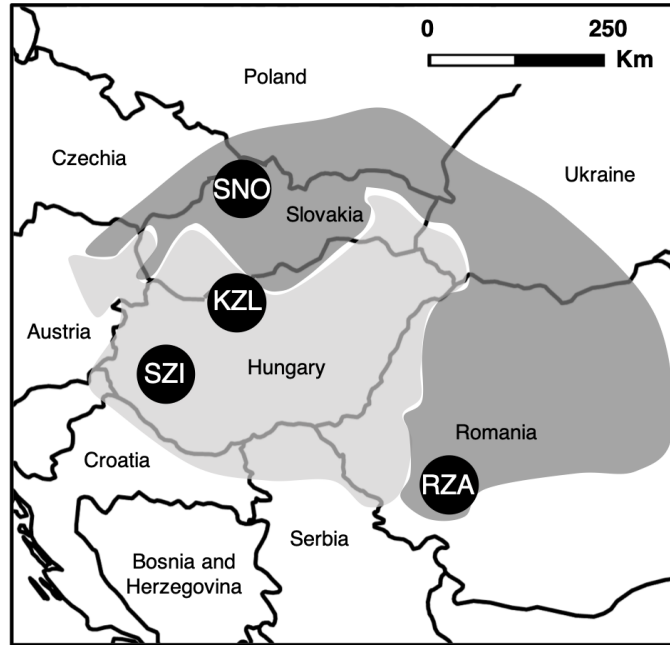 0 250
Km
Poland
Czechia
Ukraine
SNO
Slovakia
KZL
Austria
SZI
Hungary
Romania
Croatia
RZA
Serbia
Bosnia and
Herzegovina